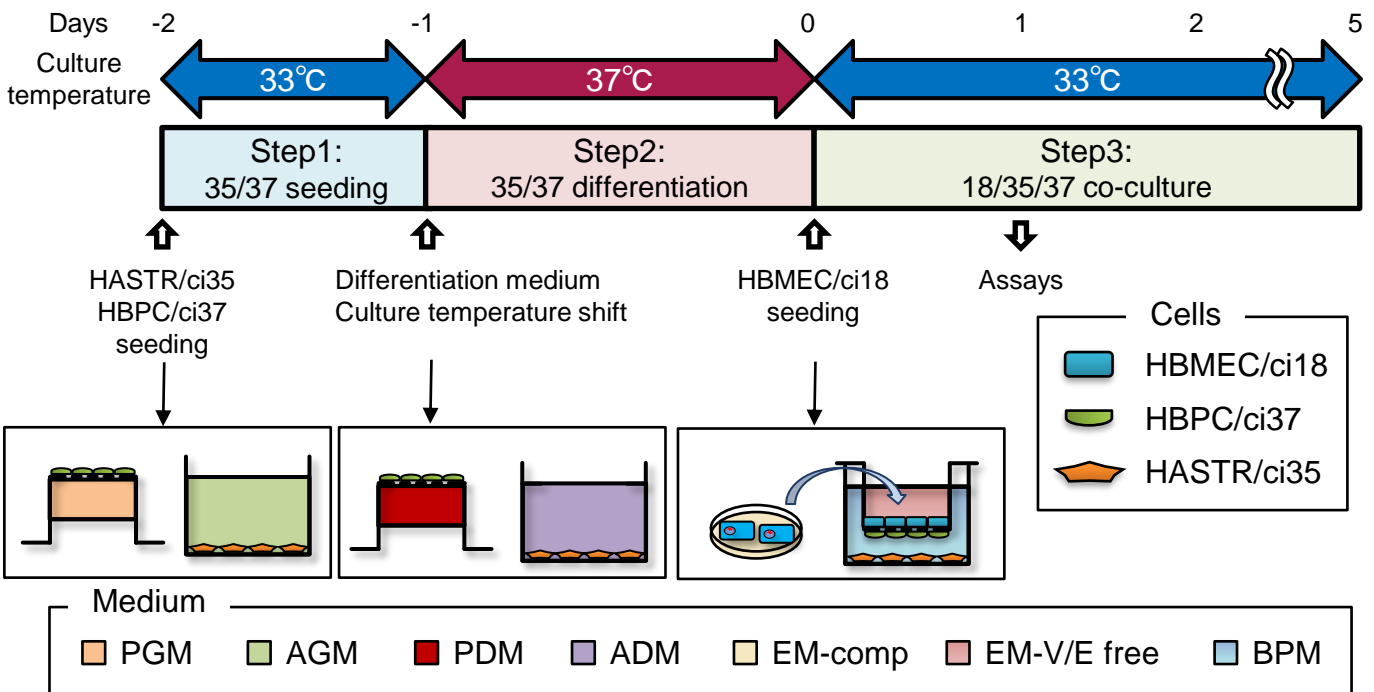 Days -2 -1 0 1 2 5
Culture
temperature
33℃ 37℃ 33℃
Step1:
35/37 seeding
Step2:
35/37 differentiation
Step3:
18/35/37 co-culture
HASTR/ci35
HBPC/ci37
seeding
Differentiation medium
Culture temperature shift
HBMEC/ci18
seeding
Assays
Cells
HBMEC/ci18
HBPC/ci37
HASTR/ci35
Medium
PGM AGM PDM ADM EM-comp EM-V/E free BPM